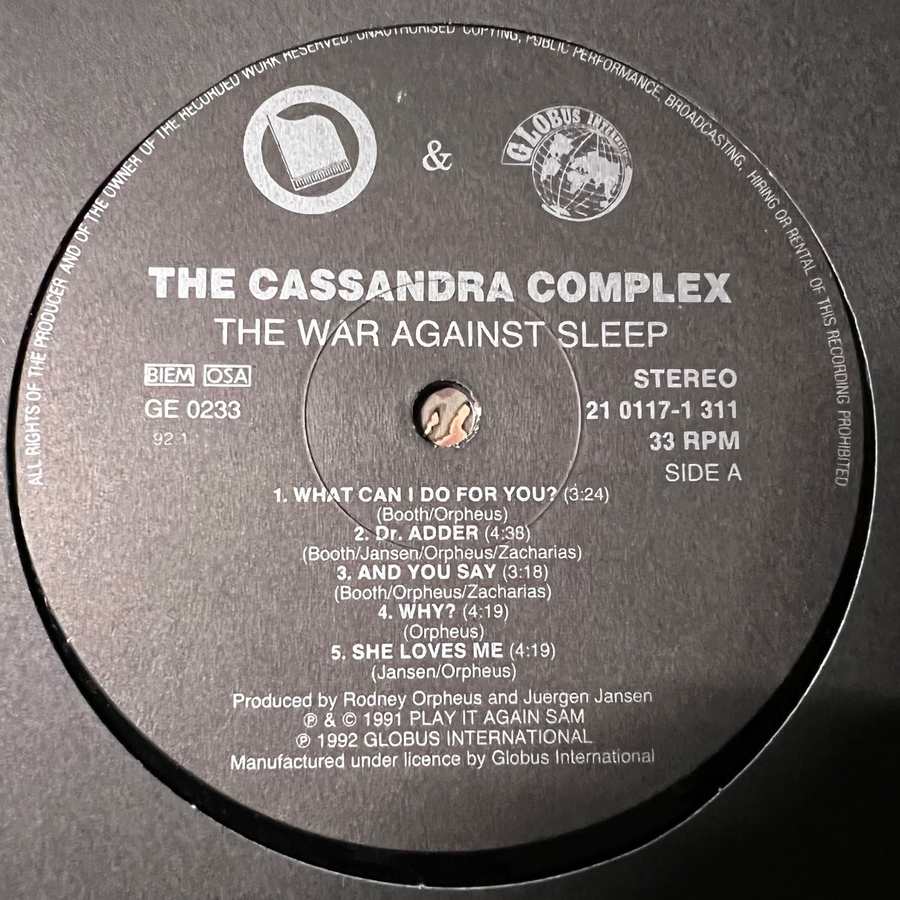 ALL RIGHTS OF THE PRODUCER AND OF THE OWNER OF THE RECORDED WORK RESERVED. UNAUTHORISED COPYING, PUBLIC PERFORMANCE, BROADCASTING, HIRING OR RENTAL OF THIS RECORDING PROHIBITED
&
GLOBUS INTERNATIONAL
THE CASSANDRA COMPLEX
THE WAR AGAINST SLEEP
BIEM OSA
STEREO
GE 0233
21 0117-1 311
92.1
33 RPM
SIDE A
1. WHAT CAN I DO FOR YOU? (3:24)
(Booth/Orpheus)
2. Dr. ADDER (4:38)
(Booth/Jansen/Orpheus/Zacharias)
3. AND YOU SAY (3:18)
(Booth/Orpheus/Zacharias)
4. WHY? (4:19)
(Orpheus)
5. SHE LOVES ME (4:19)
(Jansen/Orpheus)
Produced by Rodney Orpheus and Juergen Jansen
℗ & © 1991 PLAY IT AGAIN SAM
℗ 1992 GLOBUS INTERNATIONAL
Manufactured under licence by Globus International